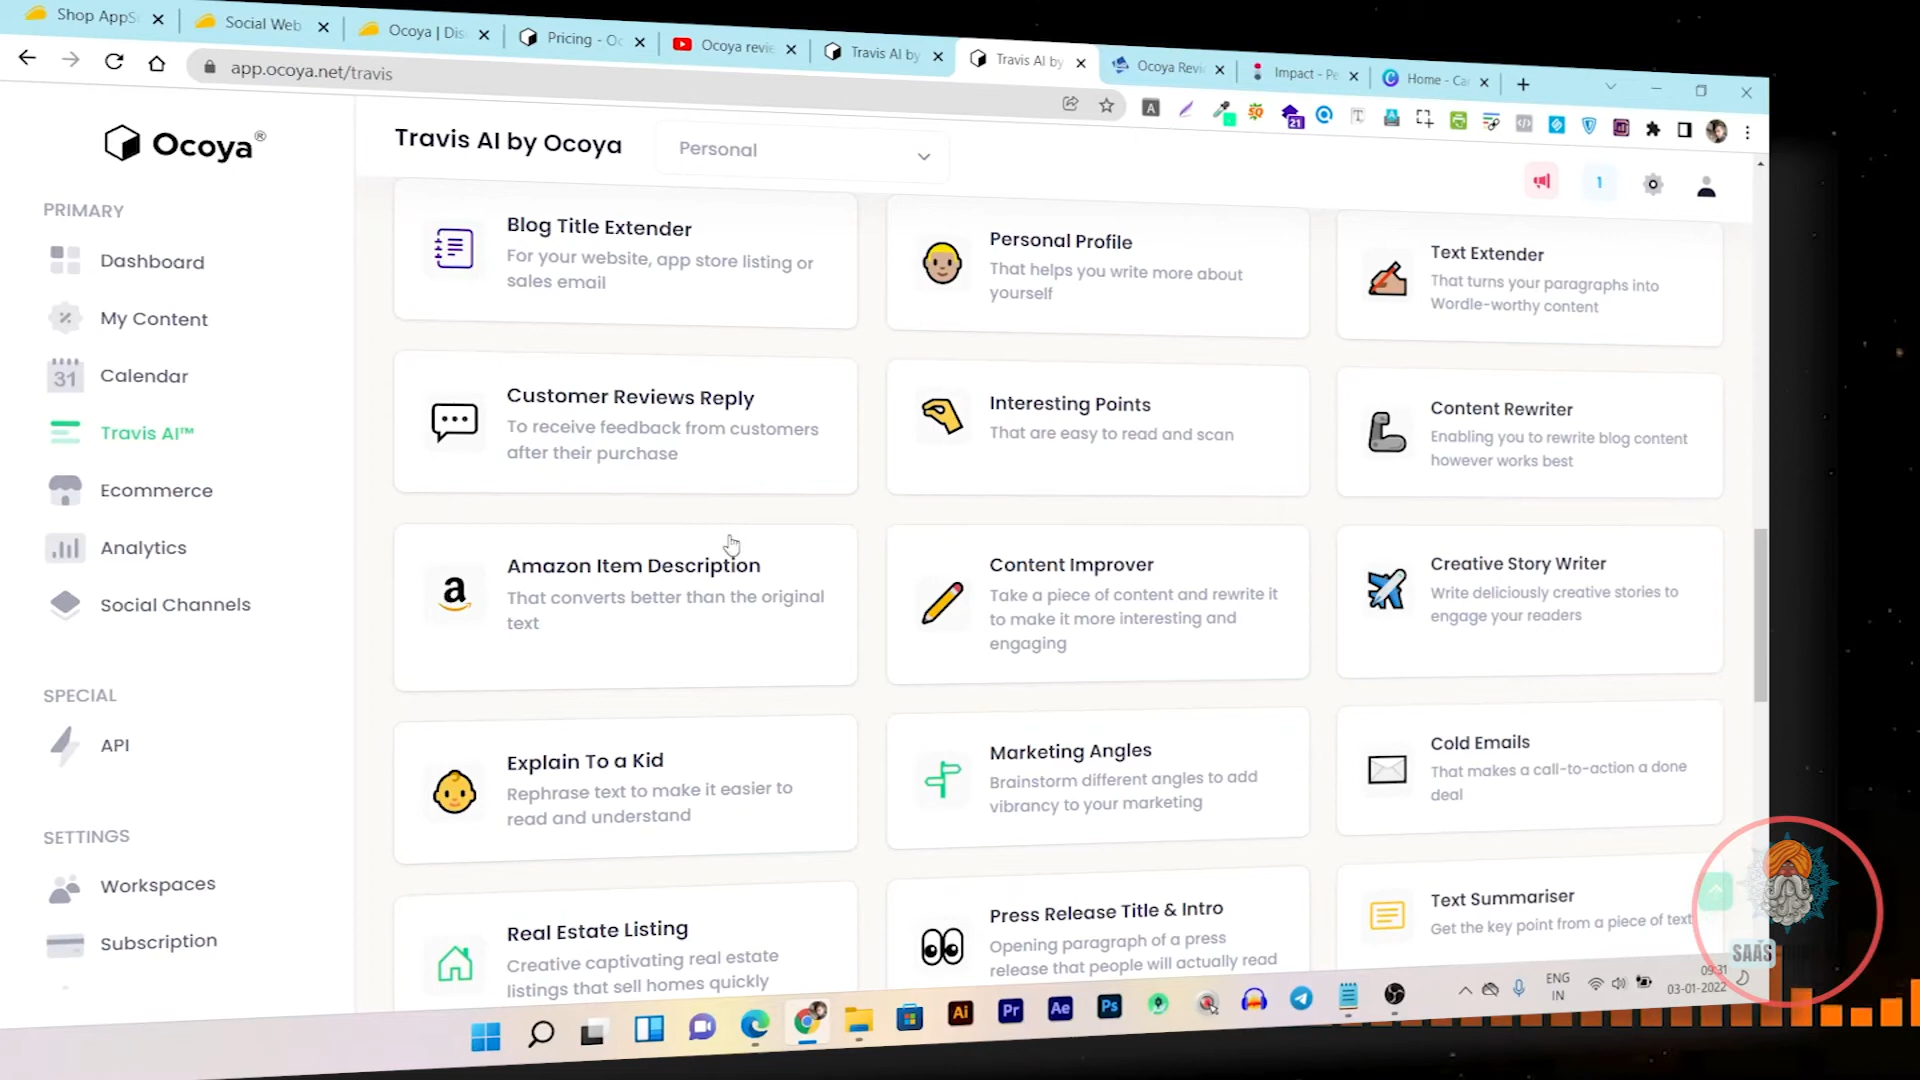 Shop AppS
Social Web
Ocoya | Dis
Pricing - Oc
Ocoya revie
Travis AI by
Travis AI by
Ocoya Revi
Impact - Pe
Home - Ca
app.ocoya.net/travis
21
Ocoya®
Travis AI by Ocoya
Personal
1
PRIMARY
Dashboard
My Content
31
Calendar
Travis AI™
Ecommerce
Analytics
Social Channels
SPECIAL
API
SETTINGS
Workspaces
Subscription
Blog Title Extender
For your website, app store listing or
sales email
Personal Profile
That helps you write more about
yourself
Text Extender
That turns your paragraphs into
Wordle-worthy content
Customer Reviews Reply
To receive feedback from customers
after their purchase
Interesting Points
That are easy to read and scan
Content Rewriter
Enabling you to rewrite blog content
however works best
Amazon Item Description
That converts better than the original
text
Content Improver
Take a piece of content and rewrite it
to make it more interesting and
engaging
Creative Story Writer
Write deliciously creative stories to
engage your readers
Explain To a Kid
Rephrase text to make it easier to
read and understand
Marketing Angles
Brainstorm different angles to add
vibrancy to your marketing
Cold Emails
That makes a call-to-action a done
deal
Real Estate Listing
Creative captivating real estate
listings that sell homes quickly
Press Release Title & Intro
Opening paragraph of a press
release that people will actually read
Text Summariser
Get the key point from a piece of text
SAAS
Ai
Pr
Ae
Ps
ENG
IN
09:31
03-01-2022